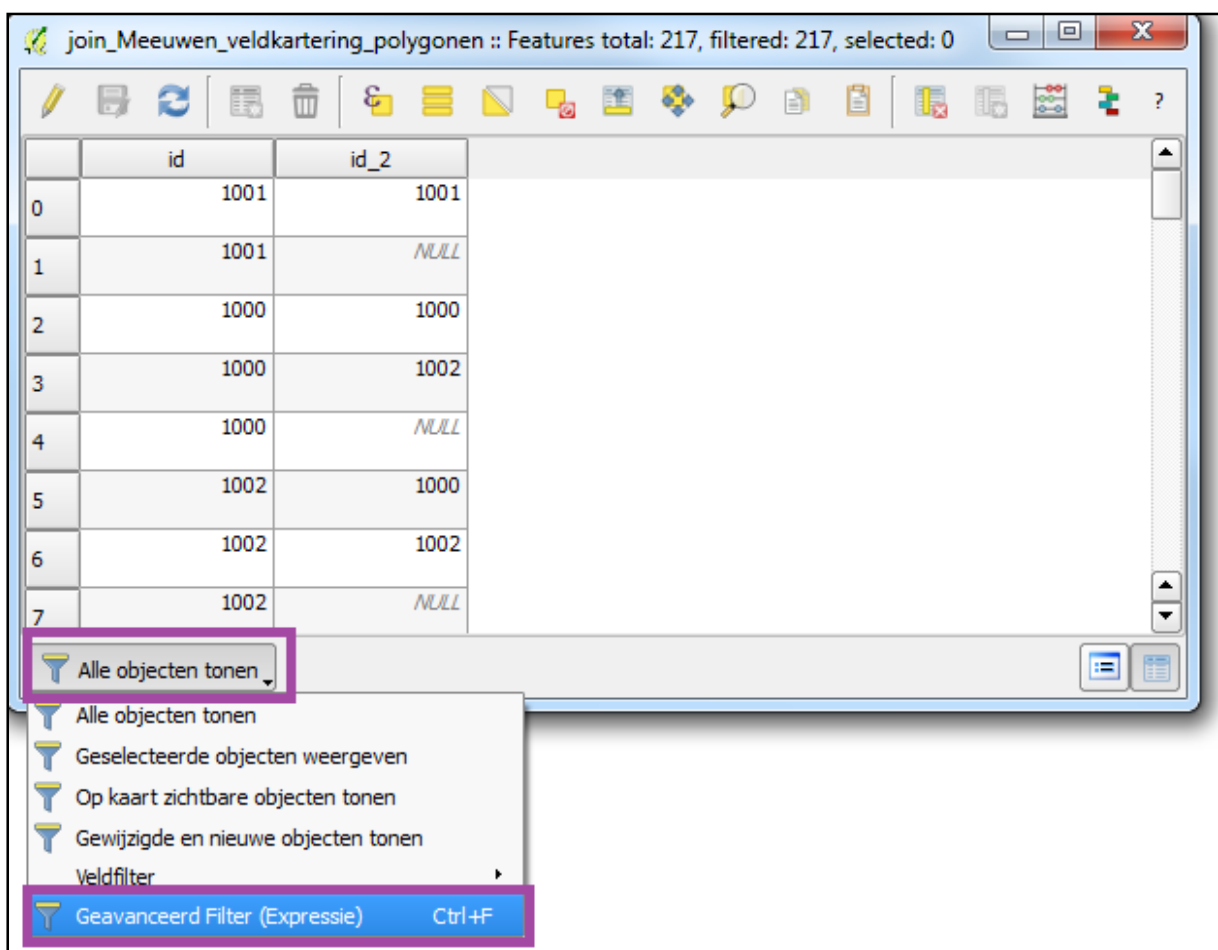 join_Meeuwen_veldkartering_polygonen :: Features total: 217, filtered: 217, selected: 0
?
id id_2
0 1001 1001
1 1001 NULL
2 1000 1000
3 1000 1002
4 1000 NULL
5 1002 1000
6 1002 1002
7 1002 NULL
Alle objecten tonen
Alle objecten tonen
Geselecteerde objecten weergeven
Op kaart zichtbare objecten tonen
Gewijzigde en nieuwe objecten tonen
Veldfilter
Geavanceerd Filter (Expressie) Ctrl+F